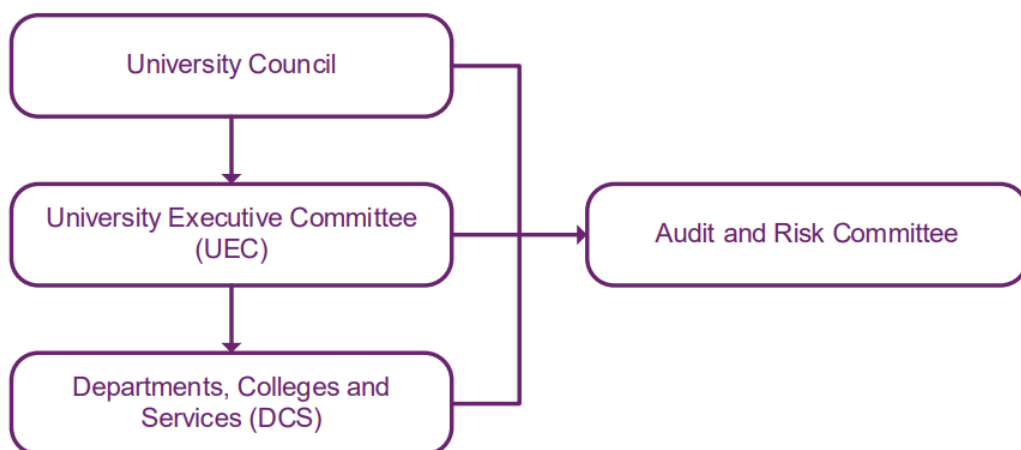 University Council
University Executive Committee
(UEC)
Audit and Risk Committee
Departments, Colleges and
Services (DCS)